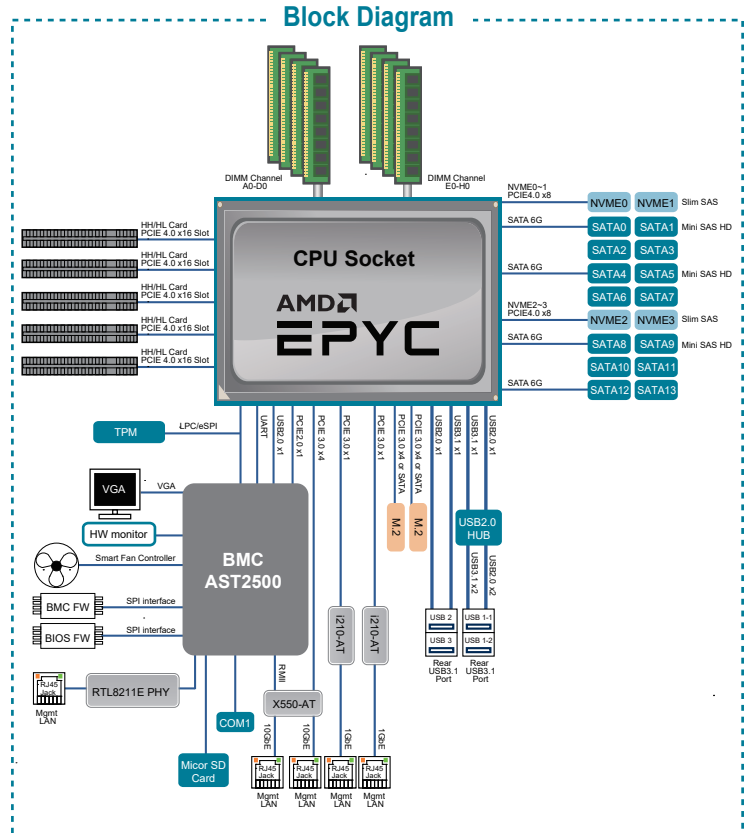 Block Diagram
DIMM Channel
A0-D0
DIMM Channel
E0-H0
HH/HL Card
PCIE 4.0 x16 Slot
HH/HL Card
PCIE 4.0 x16 Slot
HH/HL Card
PCIE 4.0 x16 Slot
HH/HL Card
PCIE 4.0 x16 Slot
HH/HL Card
PCIE 4.0 x16 Slot
CPU Socket
AMD
EPYC
NVME0~1
PCIE4.0 x8
NVME0 NVME1 Slim SAS
SATA 6G
SATA0 SATA1 Mini SAS HD
SATA2 SATA3
SATA 6G
SATA4 SATA5 Mini SAS HD
SATA6 SATA7
NVME2~3
PCIE4.0 x8
NVME2 NVME3 Slim SAS
SATA 6G
SATA8 SATA9 Mini SAS HD
SATA10 SATA11
SATA 6G
SATA12 SATA13
TPM
LPC/eSPI
UART
USB2.0 x1
PCIE2.0 x1
PCIE 3.0 x4
PCIE 3.0 x1
PCIE 3.0 x1
PCIE 3.0 x4 or SATA
PCIE 3.0 x4 or SATA
USB2.0 x1
USB3.1 x1
USB3.1 x1
USB2.0 x1
VGA
VGA
HW monitor
Smart Fan Controller
BMC FW
SPI interface
BIOS FW
SPI interface
BMC
AST2500
M.2
M.2
USB2.0
HUB
USB3.1 x2
USB2.0 x2
i210-AT
i210-AT
USB 2
USB 3
Rear
USB3.1
Port
USB 1-1
USB 1-2
Rear
USB3.1
Port
RJ45
Jack
Mgmt
LAN
RTL8211E PHY
RMII
X550-AT
COM1
Micor SD
Card
10GbE
10GbE
1GbE
1GbE
RJ45
Jack
Mgmt
LAN
RJ45
Jack
Mgmt
LAN
RJ45
Jack
Mgmt
LAN
RJ45
Jack
Mgmt
LAN